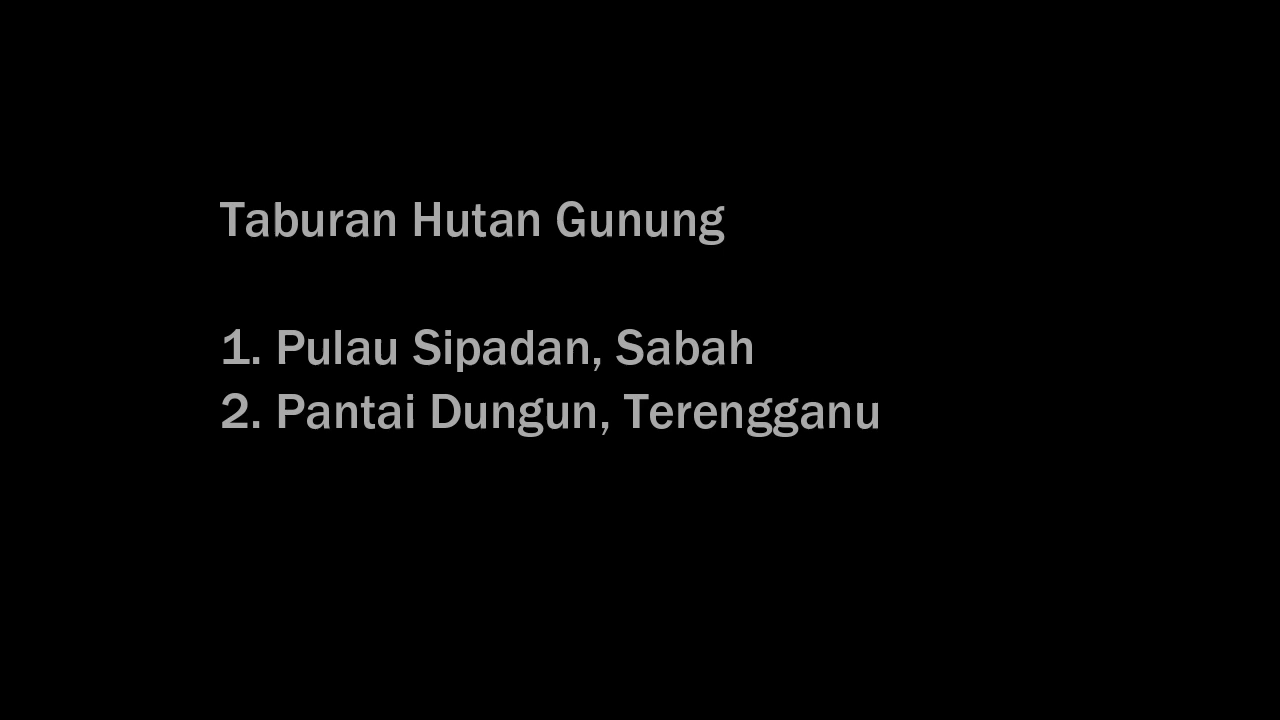 Taburan Hutan Gunung
1. Pulau Sipadan, Sabah
2. Pantai Dungun, Terengganu